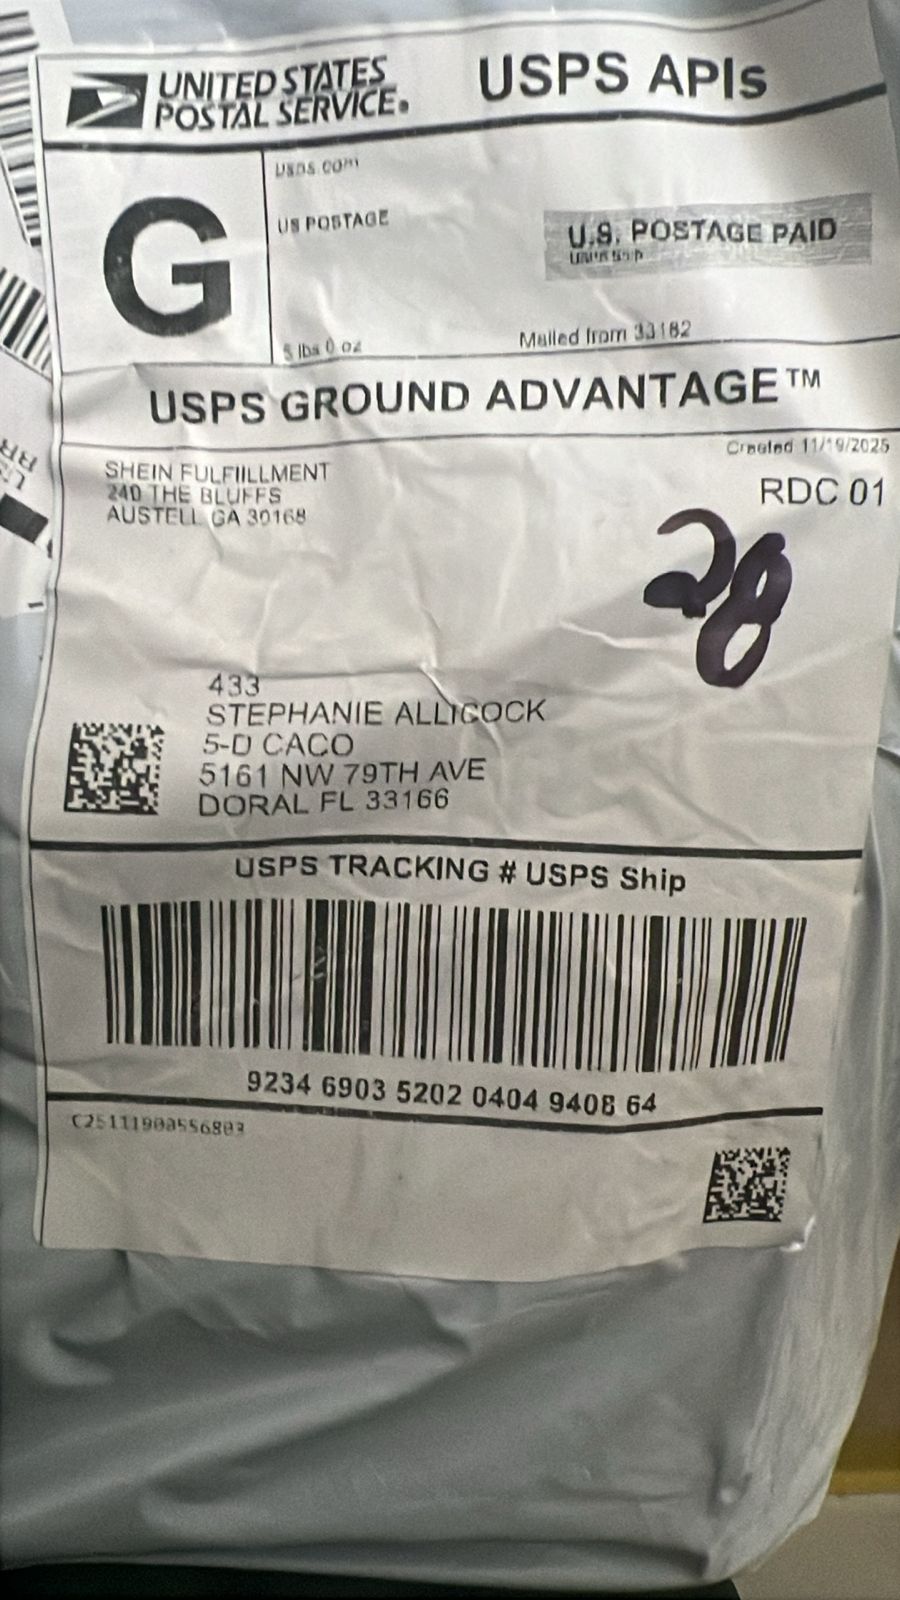 UNITED STATES
POSTAL SERVICE®
USPS APIs
usps.com
G
US POSTAGE
U.S. POSTAGE PAID
5 lbs 0 oz
Mailed from 33182
USPS GROUND ADVANTAGE™
Created 11/19/2025
SHEIN FULFIILLMENT
240 THE BLUFFS
AUSTELL GA 30168
RDC 01
28
433
STEPHANIE ALLICOCK
5-D CACO
5161 NW 79TH AVE
DORAL FL 33166
USPS TRACKING # USPS Ship
9234 6903 5202 0404 9408 64